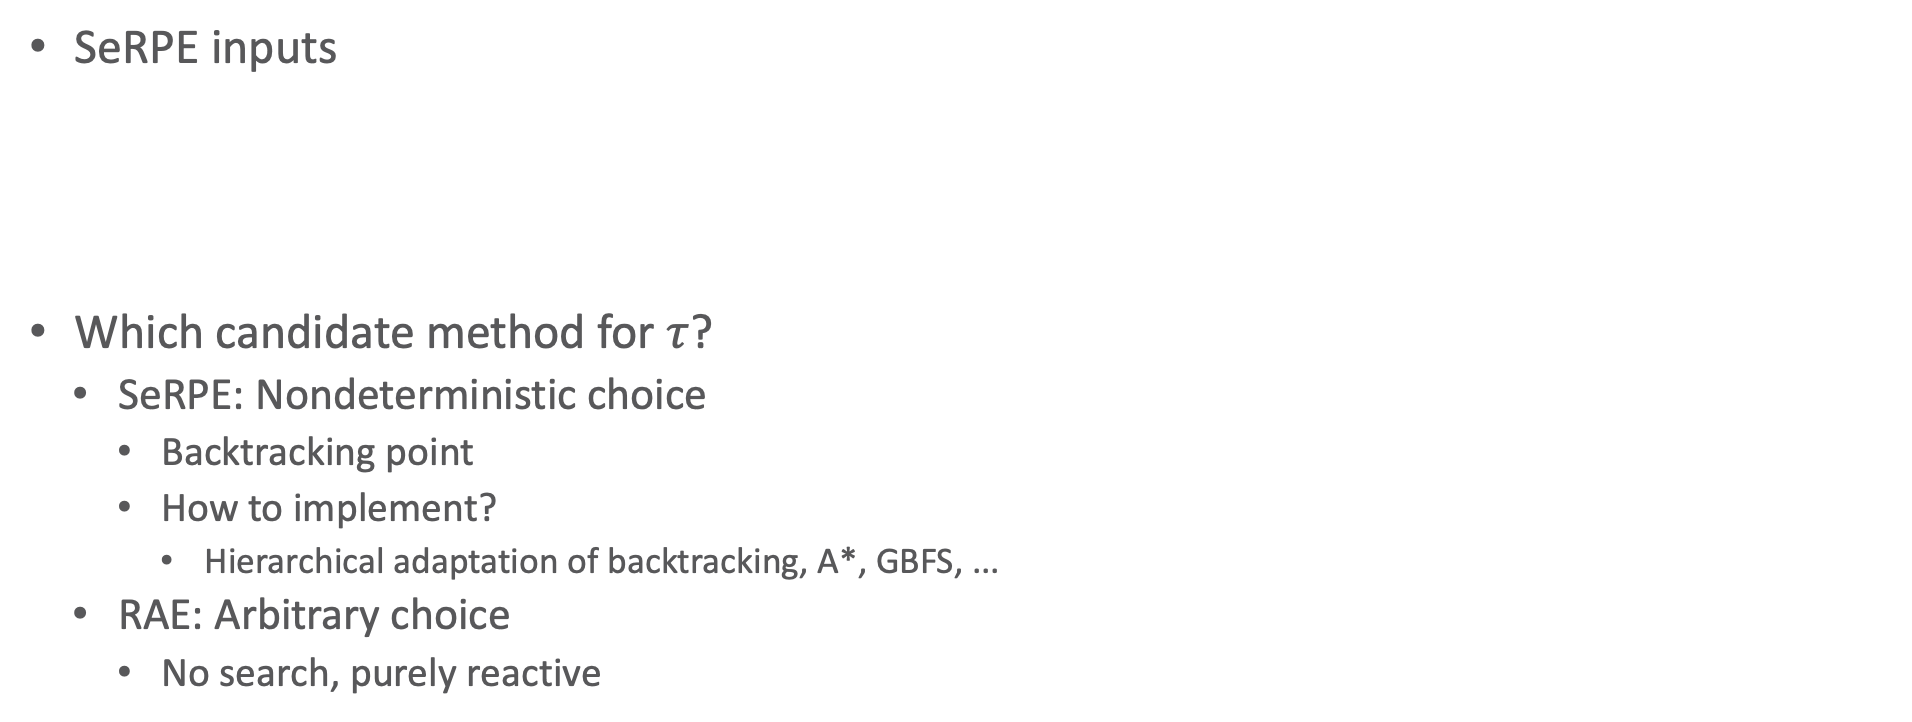 • SeRPE inputs
• Which candidate method for 𝜏?
• SeRPE: Nondeterministic choice
• Backtracking point
• How to implement?
• Hierarchical adaptation of backtracking, A*, GBFS, ...
• RAE: Arbitrary choice
• No search, purely reactive